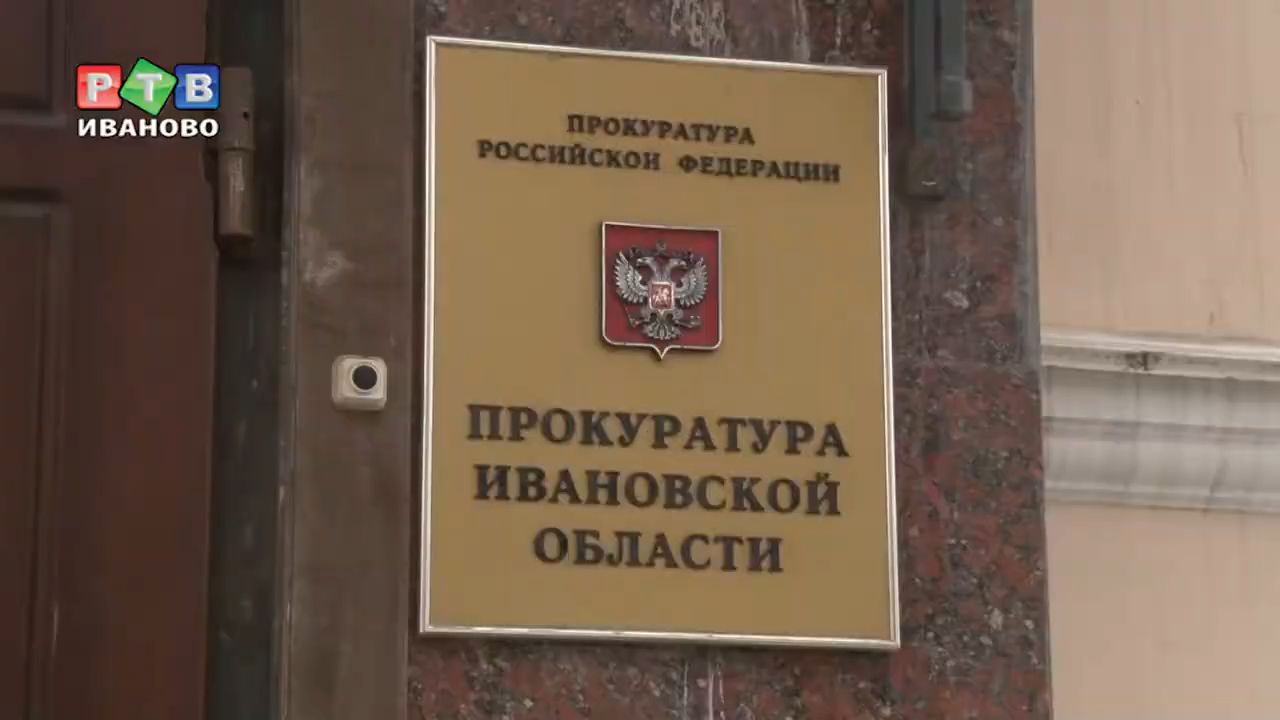 РТВ
ИВАНОВО
ПРОКУРАТУРА
РОССИЙСКОЙ ФЕДЕРАЦИИ
ПРОКУРАТУРА
ИВАНОВСКОЙ
ОБЛАСТИ